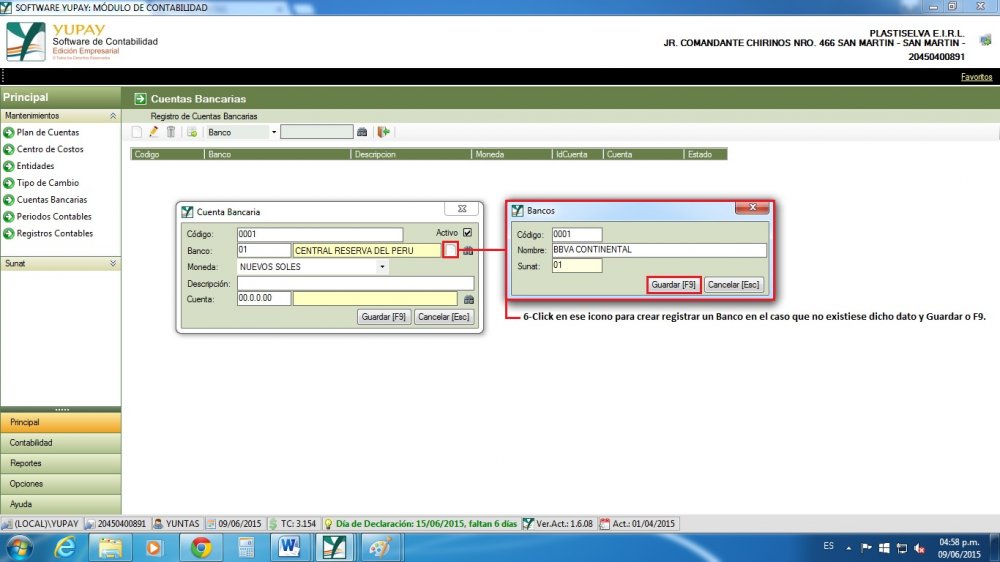 SOFTWARE YUPAY: MÓDULO DE CONTABILIDAD
YUPAY
Software de Contabilidad
Edición Empresarial
© Todos los Derechos Reservados
PLASTISELVA E.I.R.L.
JR. COMANDANTE CHIRINOS NRO. 466 SAN MARTIN - SAN MARTIN -
20450400891
Favoritos
Principal
Mantenimientos
Plan de Cuentas
Centro de Costos
Entidades
Tipo de Cambio
Cuentas Bancarias
Periodos Contables
Registros Contables
Sunat
Principal
Contabilidad
Reportes
Opciones
Ayuda
Cuentas Bancarias
Registro de Cuentas Bancarias
Banco
Codigo Banco Descripcion Moneda IdCuenta Cuenta Estado
Cuenta Bancaria
Código: 0001 Activo
Banco: 01 CENTRAL RESERVA DEL PERU
Moneda: NUEVOS SOLES
Descripción:
Cuenta: 00.0.0.00
Guardar [F9] Cancelar [Esc]
Bancos
Código: 0001
Nombre: BBVA CONTINENTAL
Sunat: 01
Guardar [F9] Cancelar [Esc]
6-Click en ese icono para crear registrar un Banco en el caso que no existiese dicho dato y Guardar o F9.
(LOCAL)\YUPAY 20450400891 YUNTAS 09/06/2015 TC: 3.154 Día de Declaración: 15/06/2015, faltan 6 días Ver.Act.: 1.6.08 Act.: 01/04/2015
ES 04:58 p.m.
09/06/2015